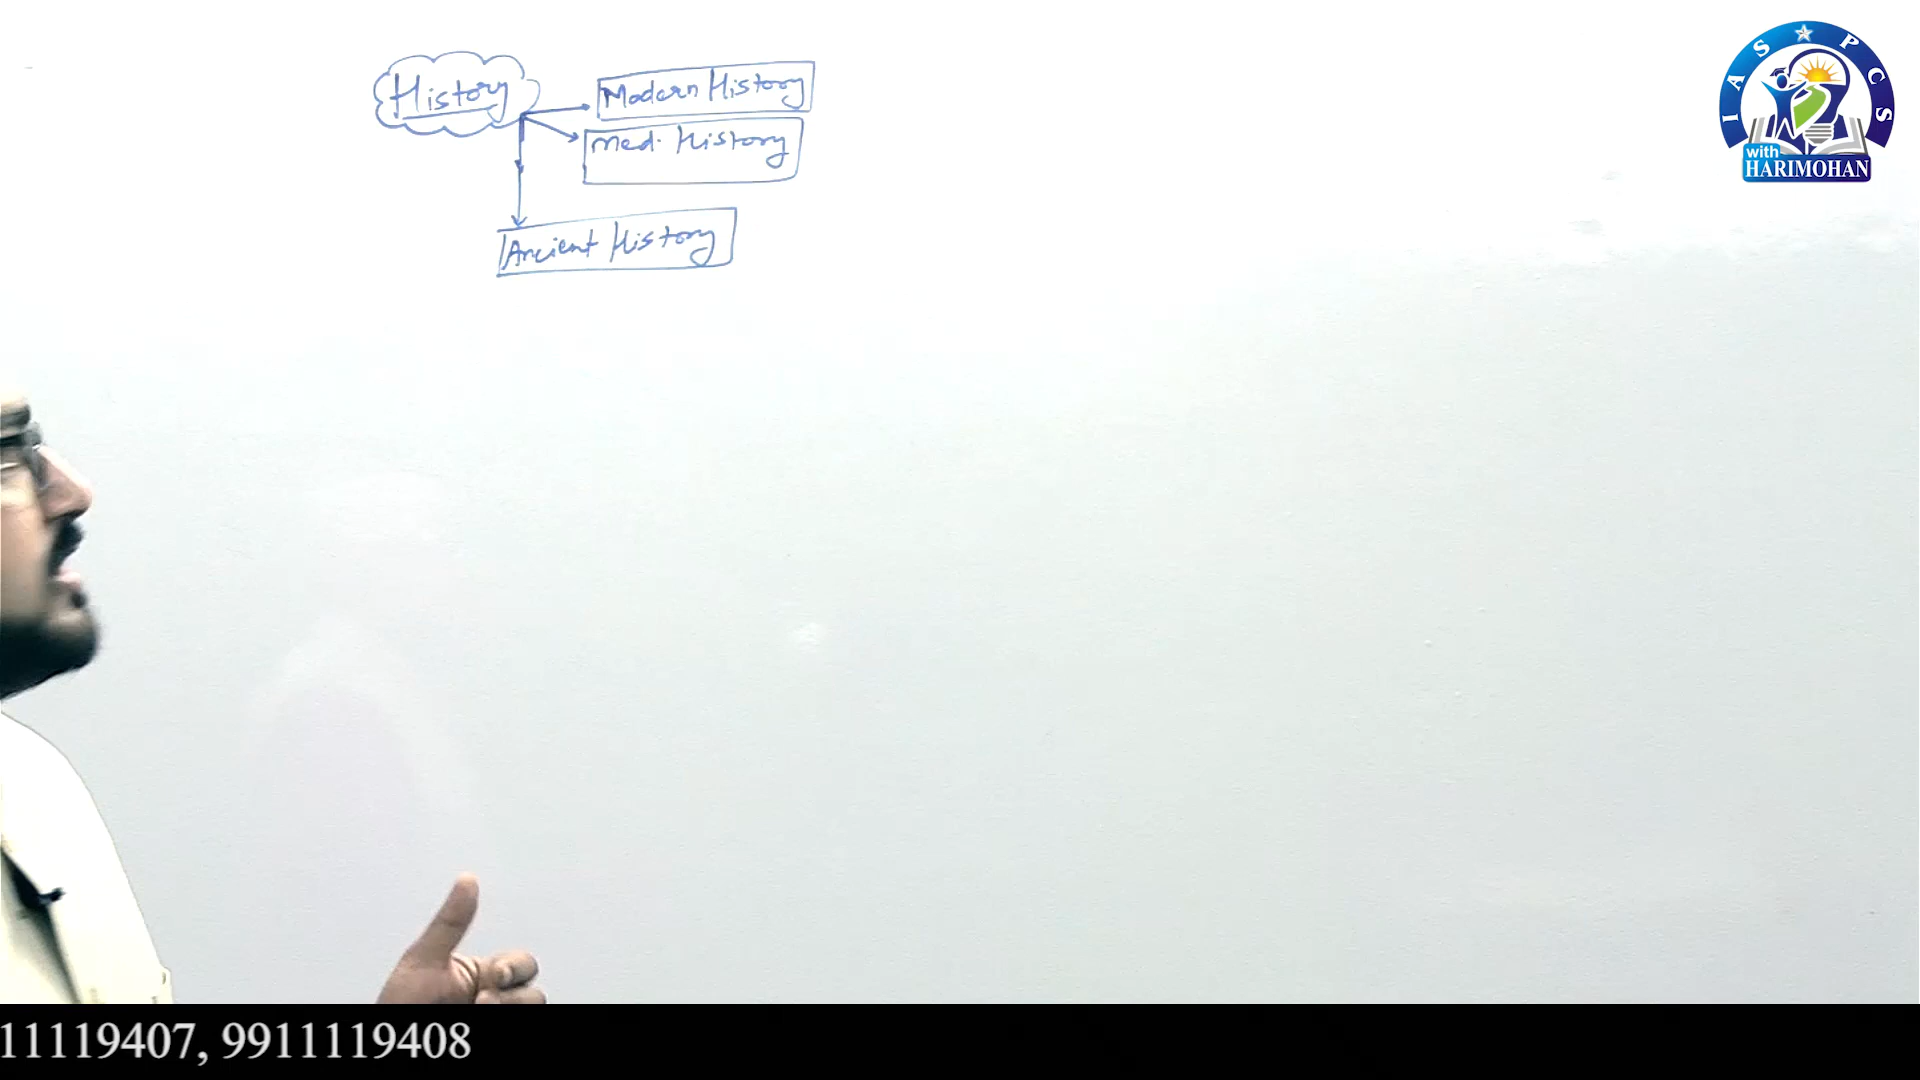 History
Modern History
Med. History
Ancient History
IAS PCS
with
HARIMOHAN
11119407, 9911119408